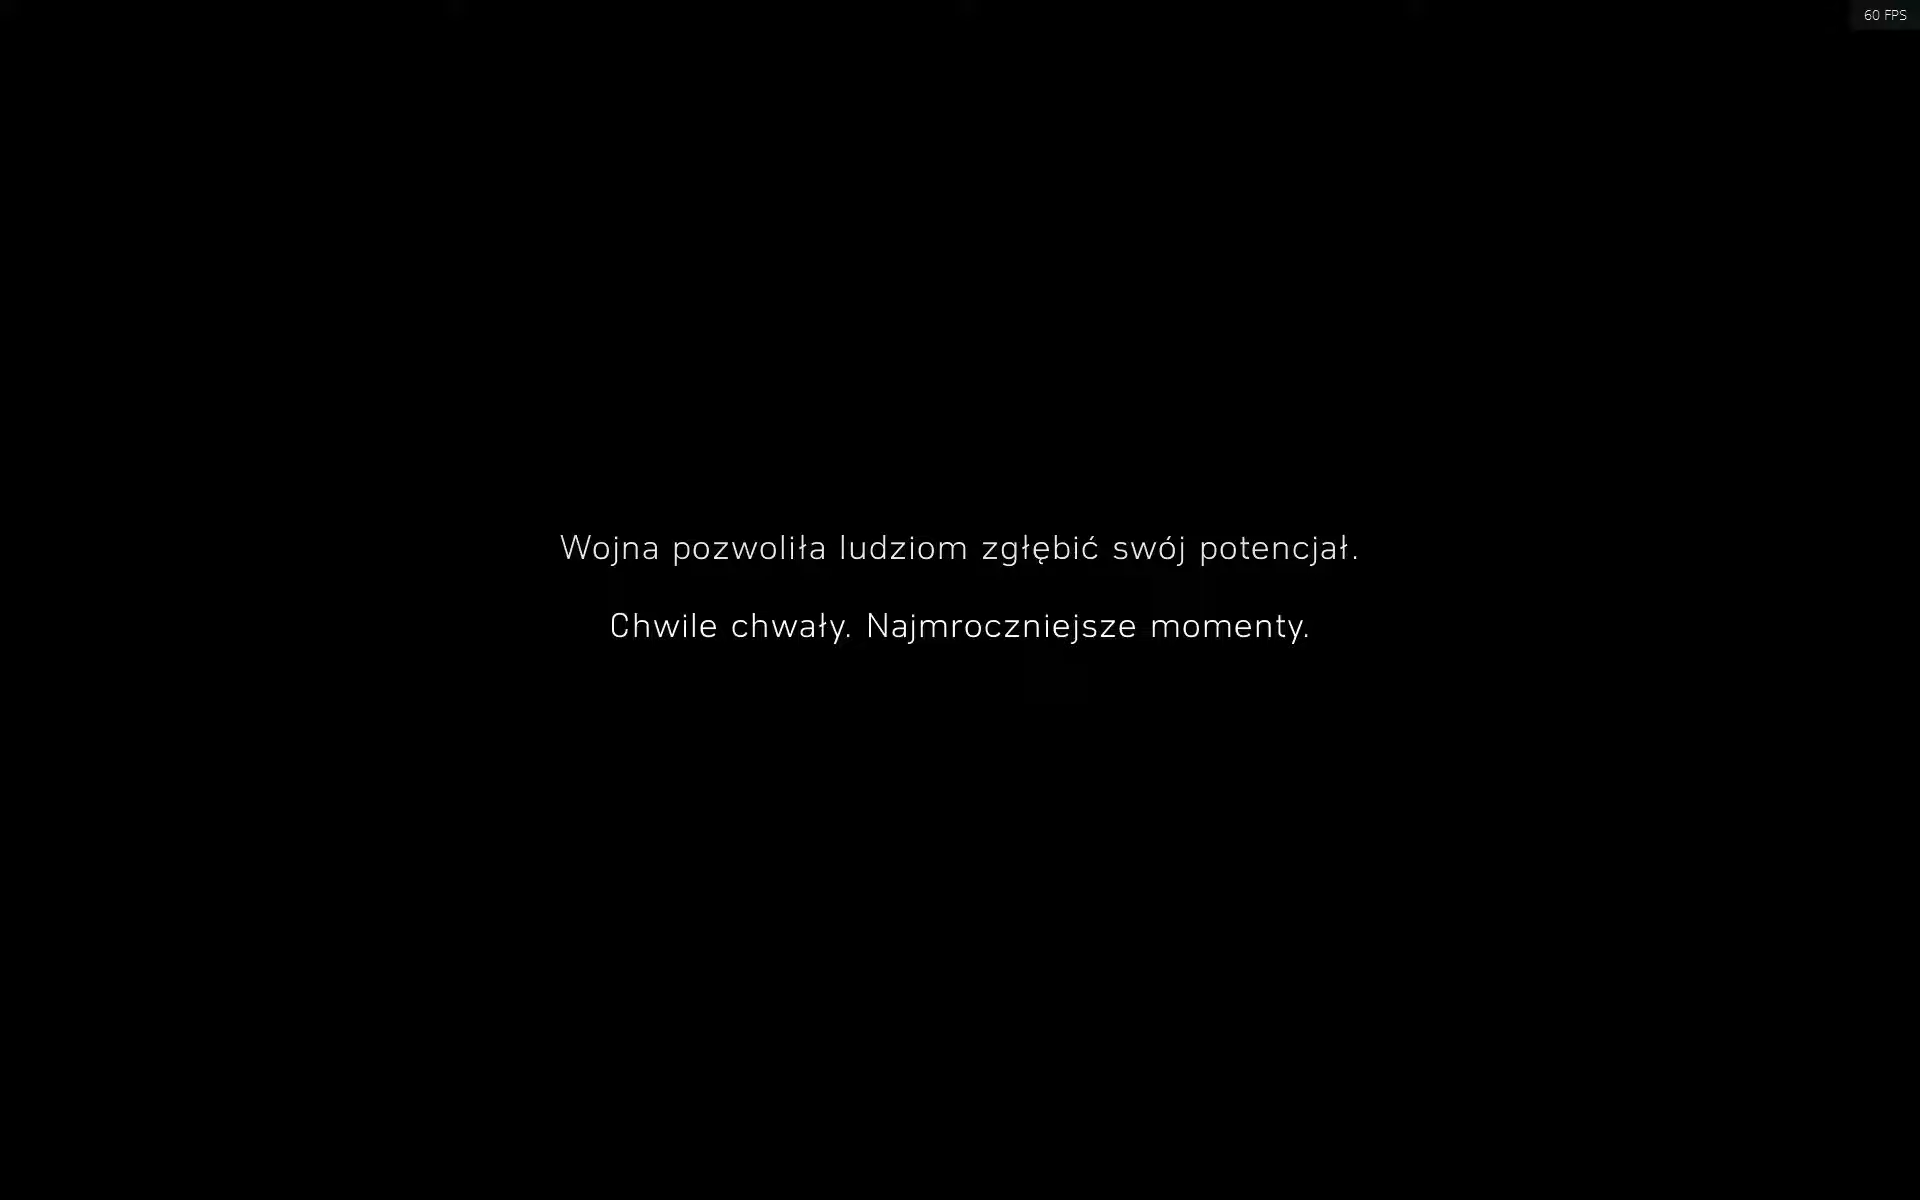 60 FPS
Wojna pozwoliła ludziom zgłębić swój potencjał.
Chwile chwały. Najmroczniejsze momenty.